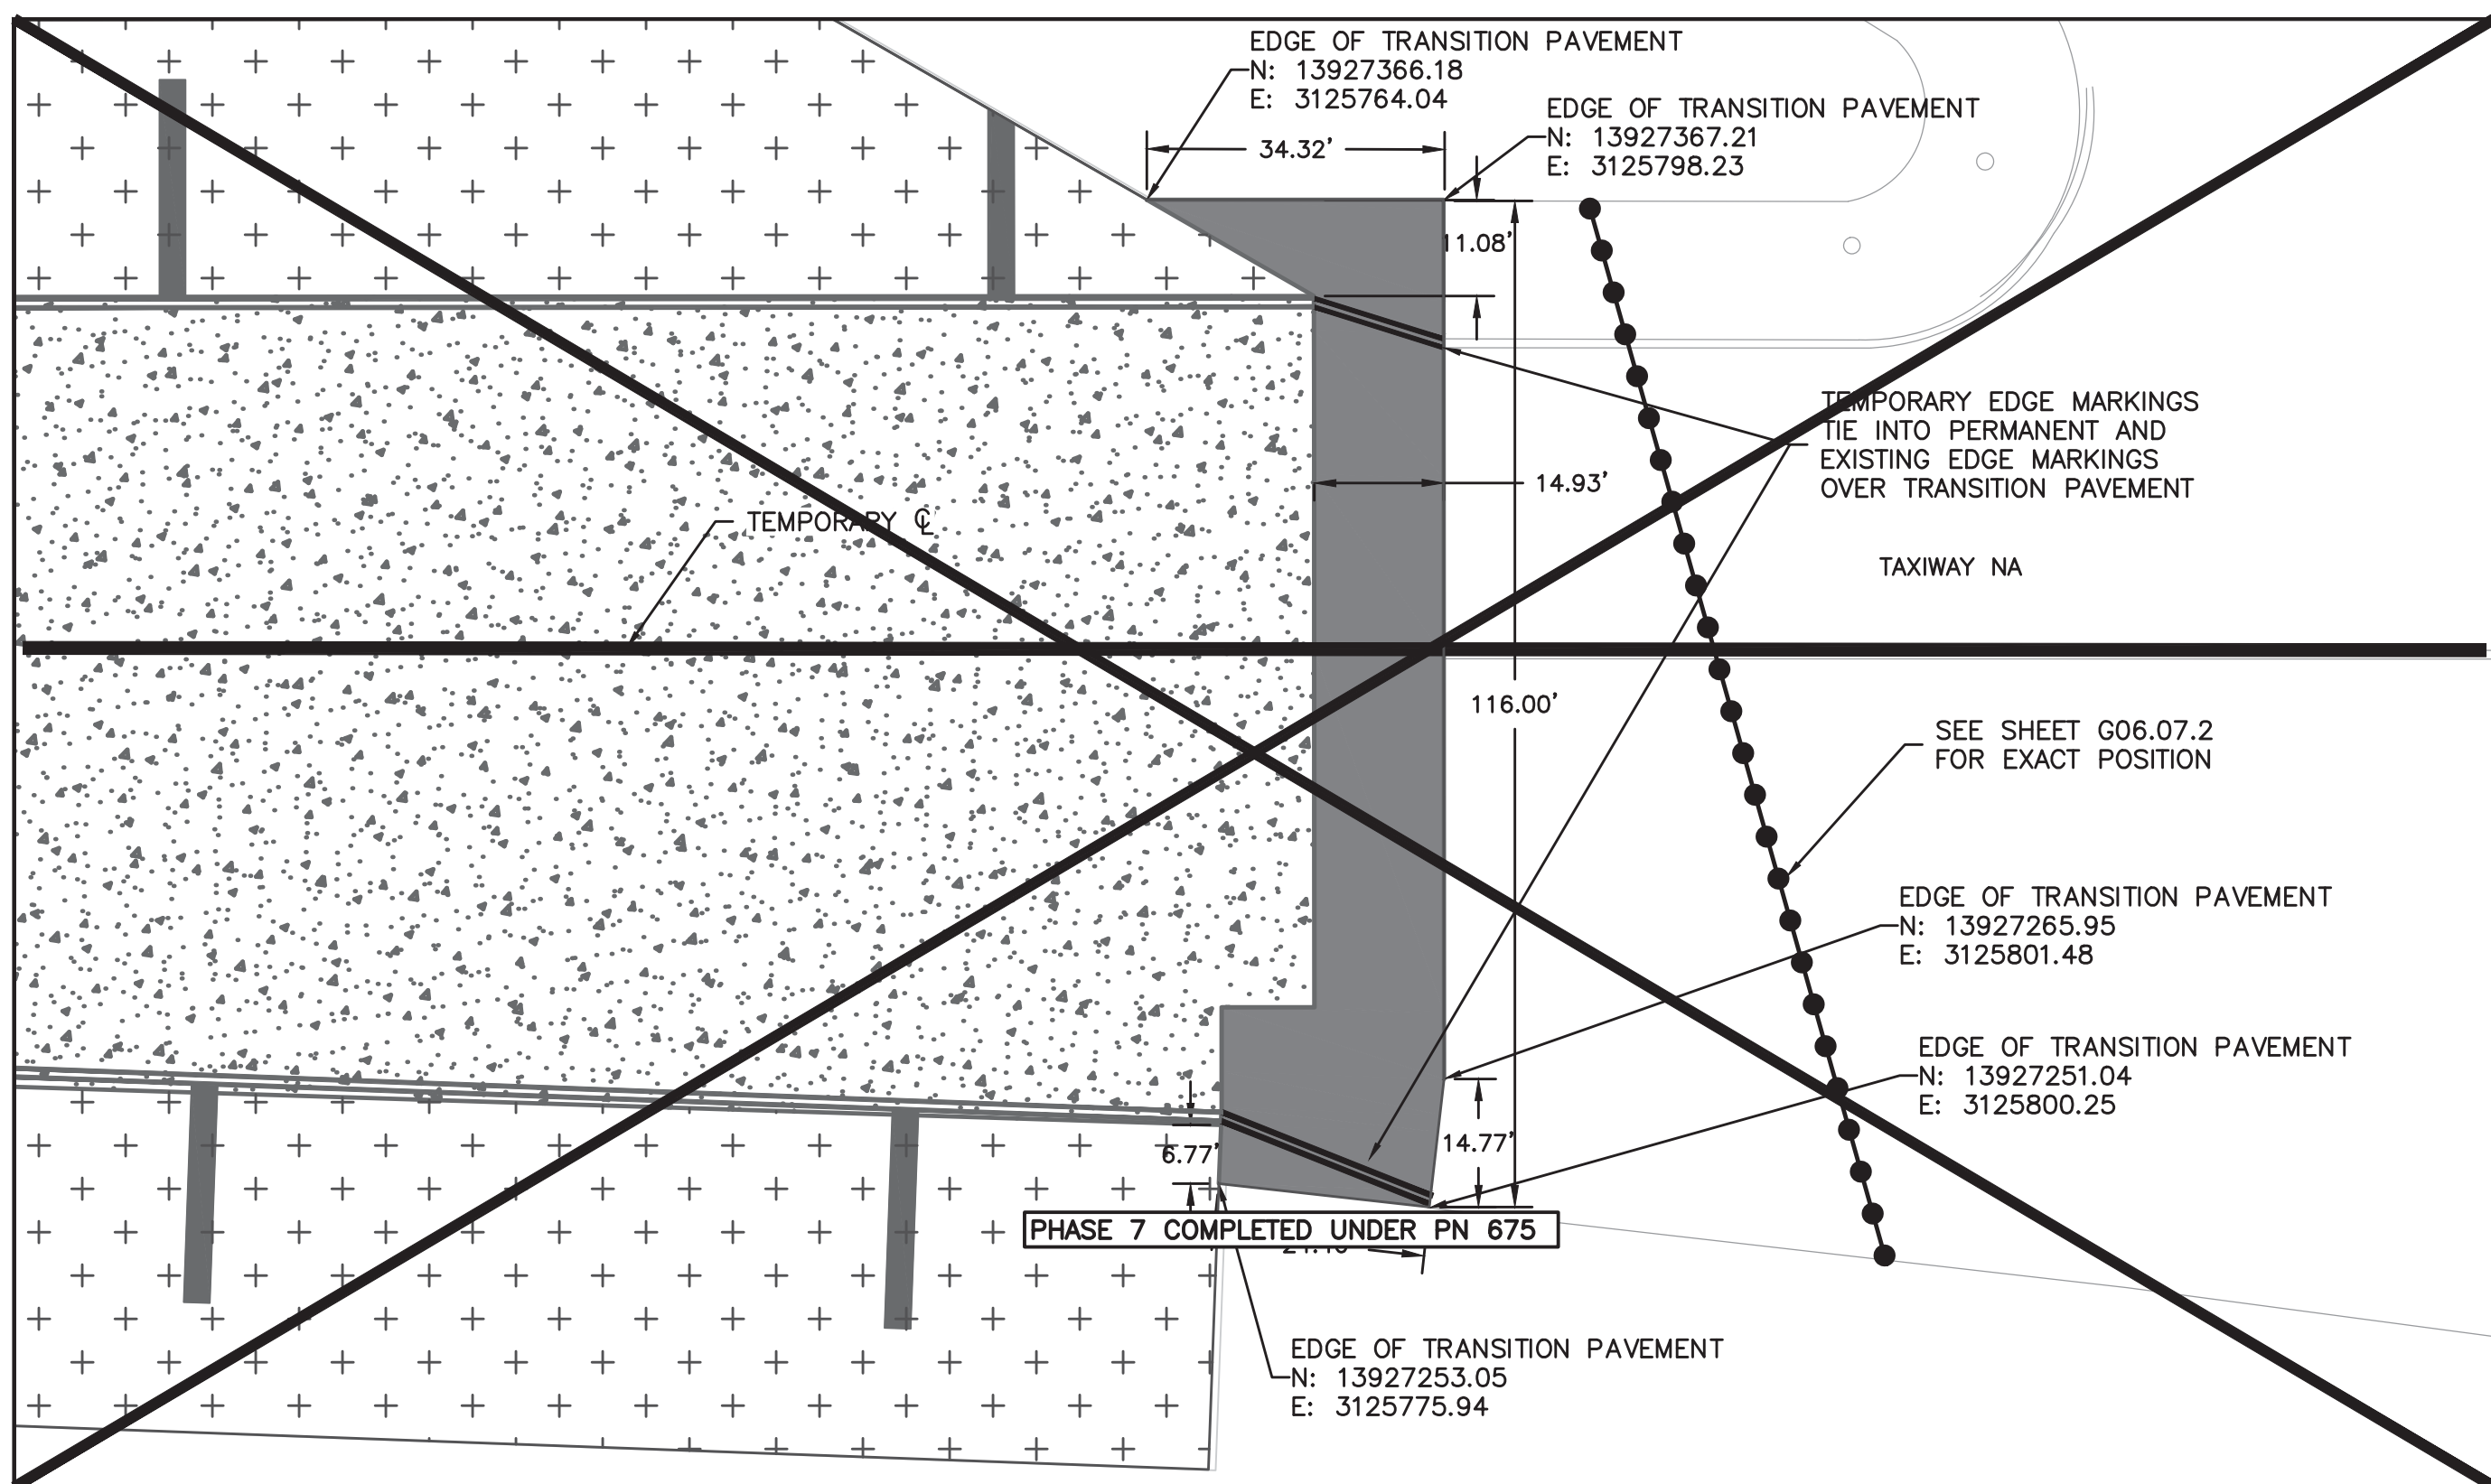 EDGE OF TRANSITION PAVEMENT
N: 13927366.18
E: 3125764.04
EDGE OF TRANSITION PAVEMENT
N: 13927367.21
E: 3125798.23
34.32'
11.08'
TEMPORARY EDGE MARKINGS
TIE INTO PERMANENT AND
EXISTING EDGE MARKINGS
OVER TRANSITION PAVEMENT
14.93'
TEMPORARY ℄
TAXIWAY NA
116.00'
SEE SHEET G06.07.2
FOR EXACT POSITION
EDGE OF TRANSITION PAVEMENT
N: 13927265.95
E: 3125801.48
EDGE OF TRANSITION PAVEMENT
N: 13927251.04
E: 3125800.25
14.77'
6.77'
PHASE 7 COMPLETED UNDER PN 675
EDGE OF TRANSITION PAVEMENT
N: 13927253.05
E: 3125775.94